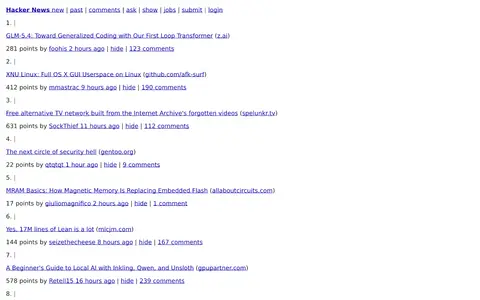 Hacker News new | past | comments | ask | show | jobs | submit | login
1. |
GLM-5.4: Toward Generalized Coding with Our First Loop Transformer (z.ai)
281 points by foohis 2 hours ago | hide | 123 comments
2. |
XNU Linux: Full OS X GUI Userspace on Linux (github.com/afk-surf)
412 points by mmastrac 9 hours ago | hide | 190 comments
3. |
Free alternative TV network built from the Internet Archive's forgotten videos (spelunkr.tv)
631 points by SockThief 11 hours ago | hide | 112 comments
4. |
The next circle of security hell (gentoo.org)
22 points by qtqtqt 1 hour ago | hide | 9 comments
5. |
MRAM Basics: How Magnetic Memory Is Replacing Embedded Flash (allaboutcircuits.com)
17 points by giuliomagnifico 2 hours ago | hide | 1 comment
6. |
Yes, 17M lines of Lean is a lot (micjm.com)
144 points by seizethecheese 8 hours ago | hide | 167 comments
7. |
A Beginner's Guide to Local AI with Inkling, Qwen, and Unsloth (gpupartner.com)
578 points by Retell15 16 hours ago | hide | 239 comments
8. |